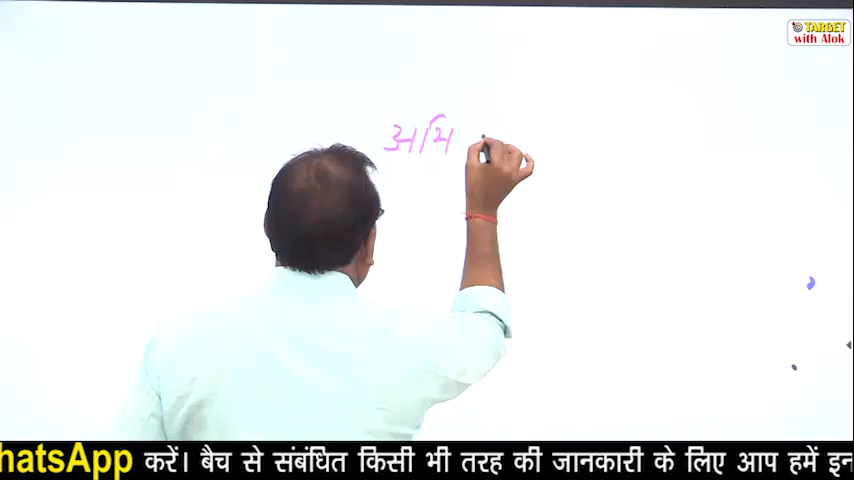 TARGET
with Alok
अभि
hatsApp करें। बैच से संबंधित किसी भी तरह की जानकारी के लिए आप हमें इन